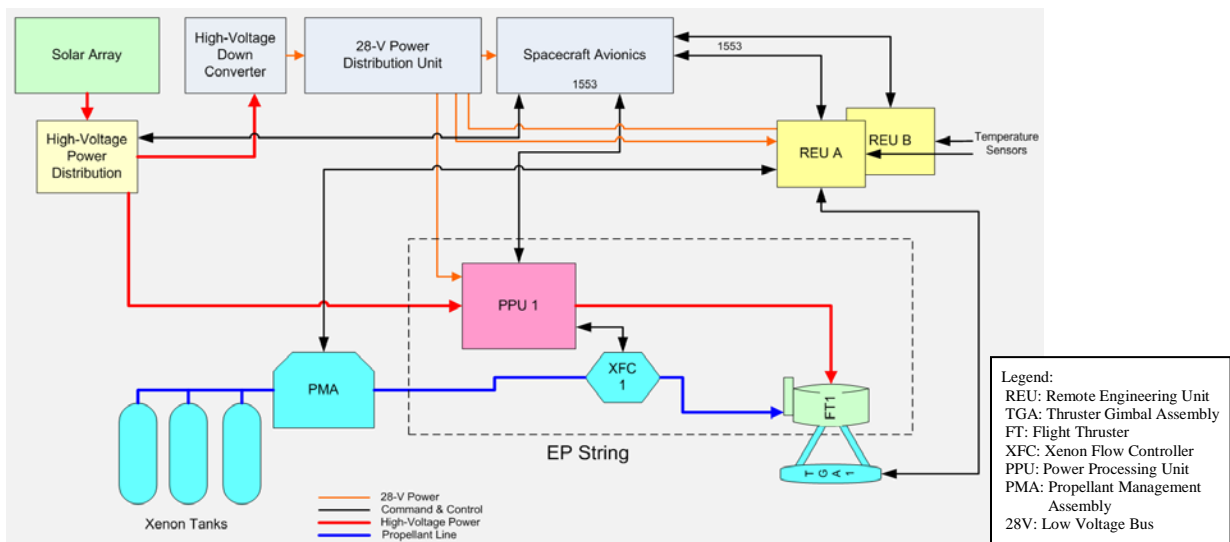 Solar Array
High-Voltage
Down
Converter
28-V Power
Distribution Unit
Spacecraft Avionics
1553
1553
High-Voltage
Power
Distribution
REU A
REU B
Temperature
Sensors
PPU 1
XFC
1
PMA
FT1
TGA1
EP String
Xenon Tanks
28-V Power
Command & Control
High-Voltage Power
Propellant Line
Legend:
REU: Remote Engineering Unit
TGA: Thruster Gimbal Assembly
FT: Flight Thruster
XFC: Xenon Flow Controller
PPU: Power Processing Unit
PMA: Propellant Management
Assembly
28V: Low Voltage Bus